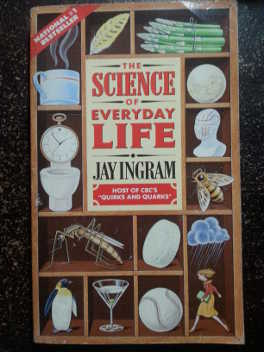 NATIONAL #1
BESTSELLER
THE
SCIENCE
OF
EVERYDAY
LIFE
JAY INGRAM
HOST OF CBC'S
"QUIRKS AND QUARKS"